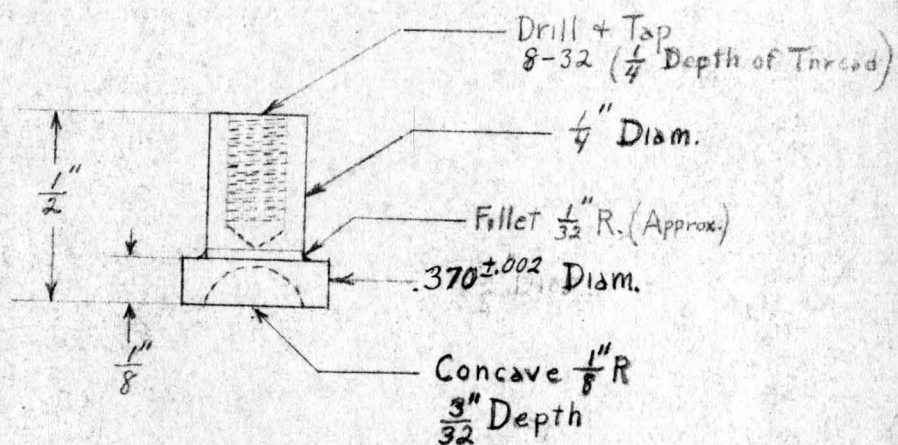 Drill + Tap
8-32 (1/4 Depth of Thread)
1/4" Diam.
1/2"
Fillet 1/32" R. (Approx.)
.370 ±.002 Diam.
1/8"
Concave 1/8" R
3/32" Depth